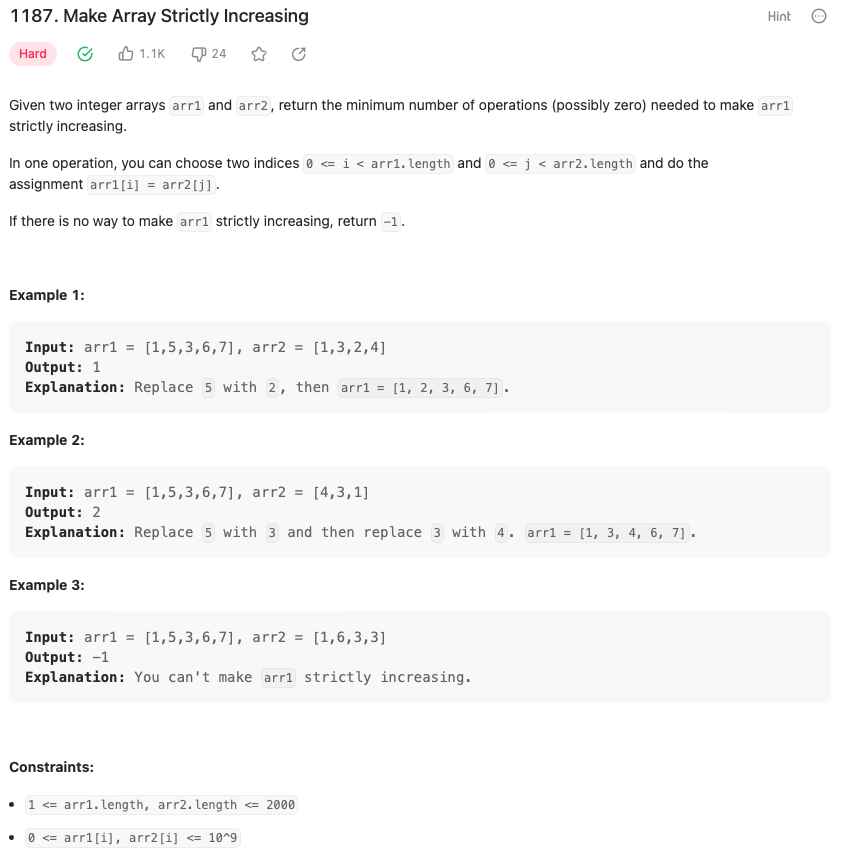 1187. Make Array Strictly Increasing Hint
Hard 1.1K 24
Given two integer arrays arr1 and arr2, return the minimum number of operations (possibly zero) needed to make arr1
strictly increasing.
In one operation, you can choose two indices 0 <= i < arr1.length and 0 <= j < arr2.length and do the
assignment arr1[i] = arr2[j].
If there is no way to make arr1 strictly increasing, return -1.
Example 1:
Input: arr1 = [1,5,3,6,7], arr2 = [1,3,2,4]
Output: 1
Explanation: Replace 5 with 2, then arr1 = [1, 2, 3, 6, 7].
Example 2:
Input: arr1 = [1,5,3,6,7], arr2 = [4,3,1]
Output: 2
Explanation: Replace 5 with 3 and then replace 3 with 4. arr1 = [1, 3, 4, 6, 7].
Example 3:
Input: arr1 = [1,5,3,6,7], arr2 = [1,6,3,3]
Output: -1
Explanation: You can't make arr1 strictly increasing.
Constraints:
• 1 <= arr1.length, arr2.length <= 2000
• 0 <= arr1[i], arr2[i] <= 10^9